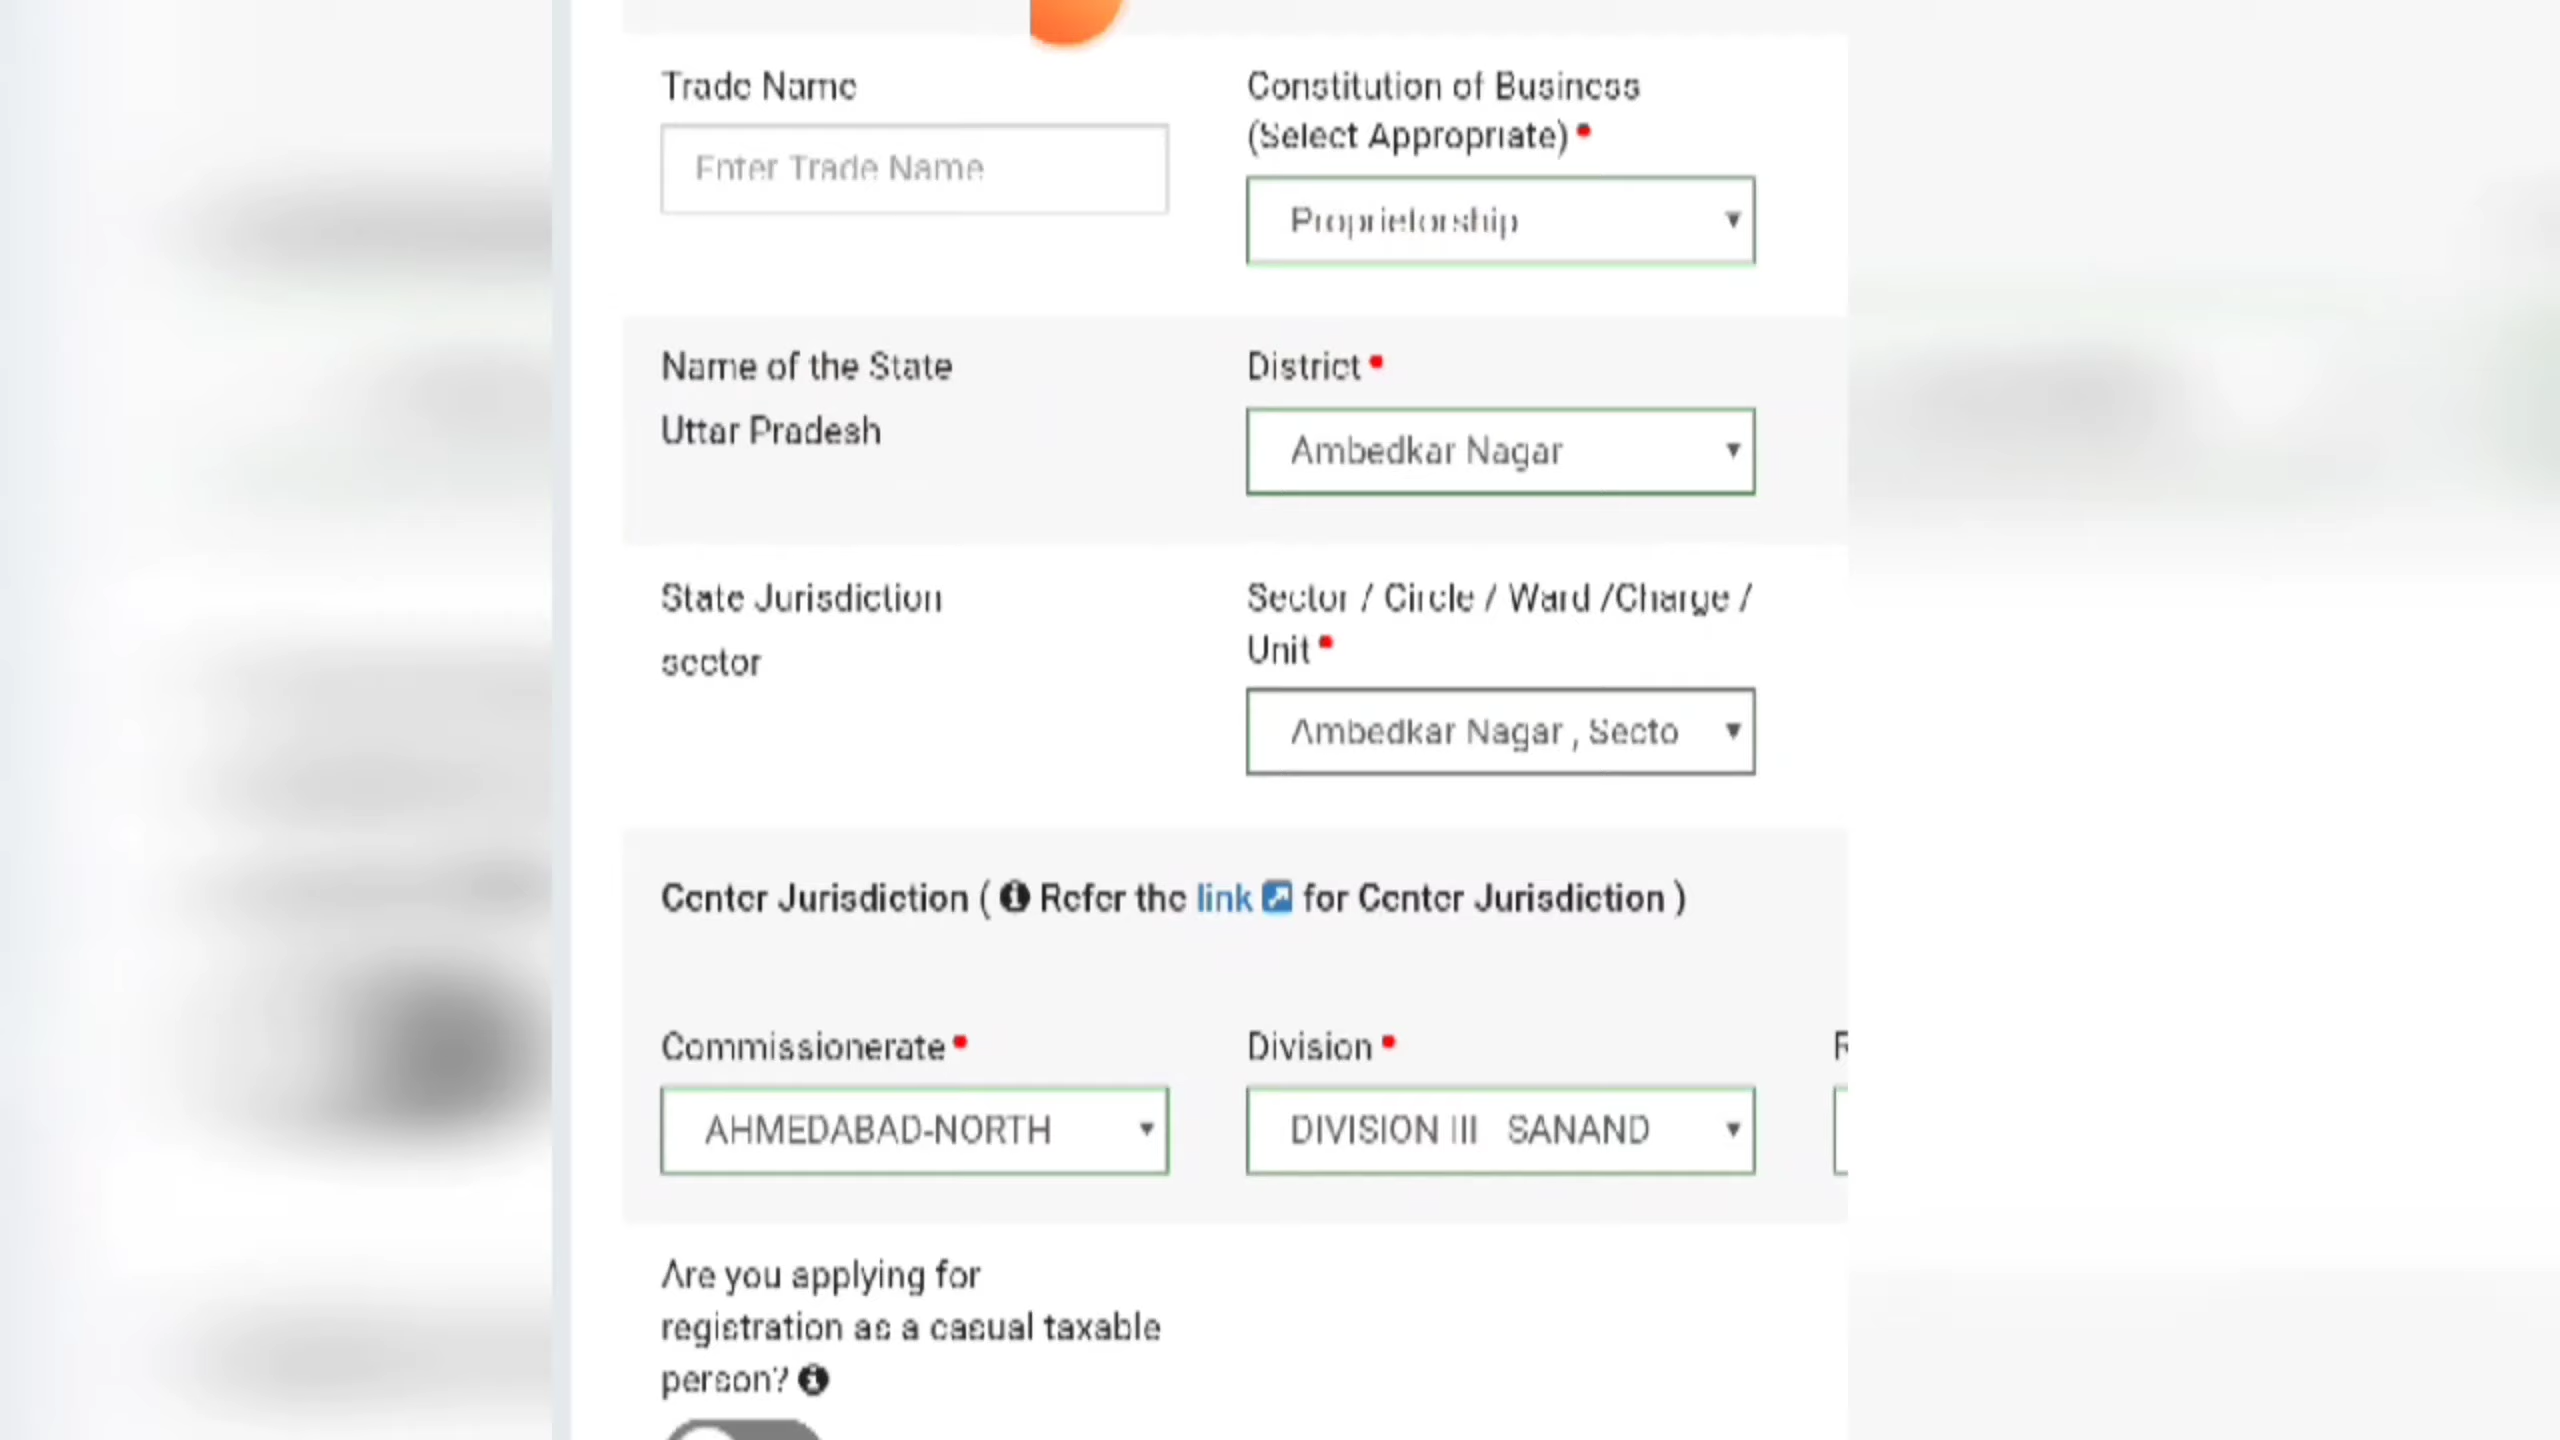 Trade Name
Enter Trade Name
Constitution of Business
(Select Appropriate)
Proprietorship
Name of the State
Uttar Pradesh
District
Ambedkar Nagar
State Jurisdiction
sector
Sector / Circle / Ward /Charge /
Unit
Ambedkar Nagar , Secto
Center Jurisdiction ( Refer the link for Center Jurisdiction )
Commissionerate
AHMEDABAD-NORTH
Division
DIVISION III SANAND
R
Are you applying for
registration as a casual taxable
person?